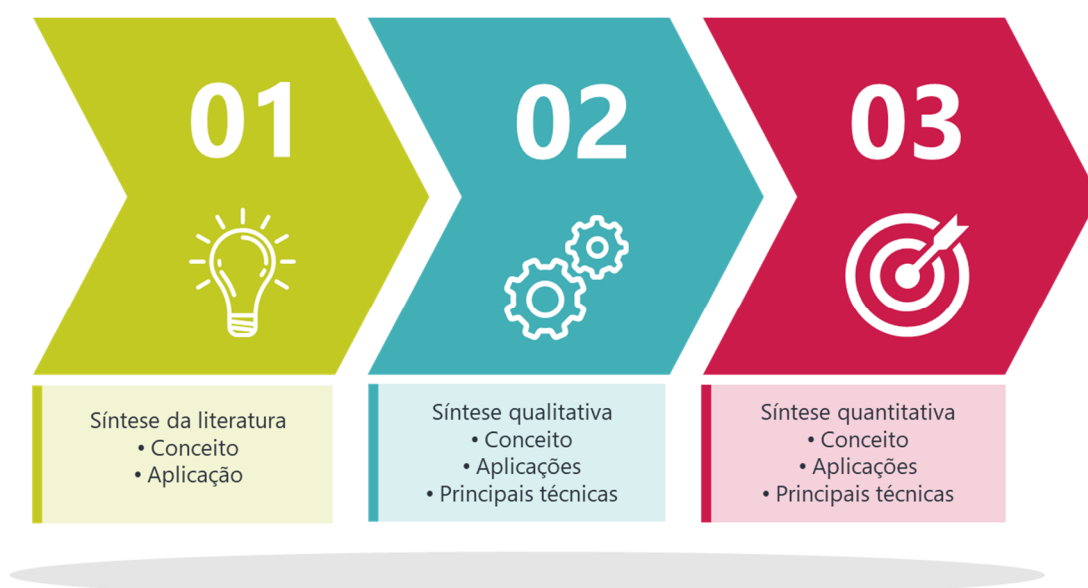 01
Síntese da literatura
• Conceito
• Aplicação
02
Síntese qualitativa
• Conceito
• Aplicações
• Principais técnicas
03
Síntese quantitativa
• Conceito
• Aplicações
• Principais técnicas